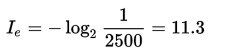 I_e = − log_2 \frac{1}{2500} = 11.3